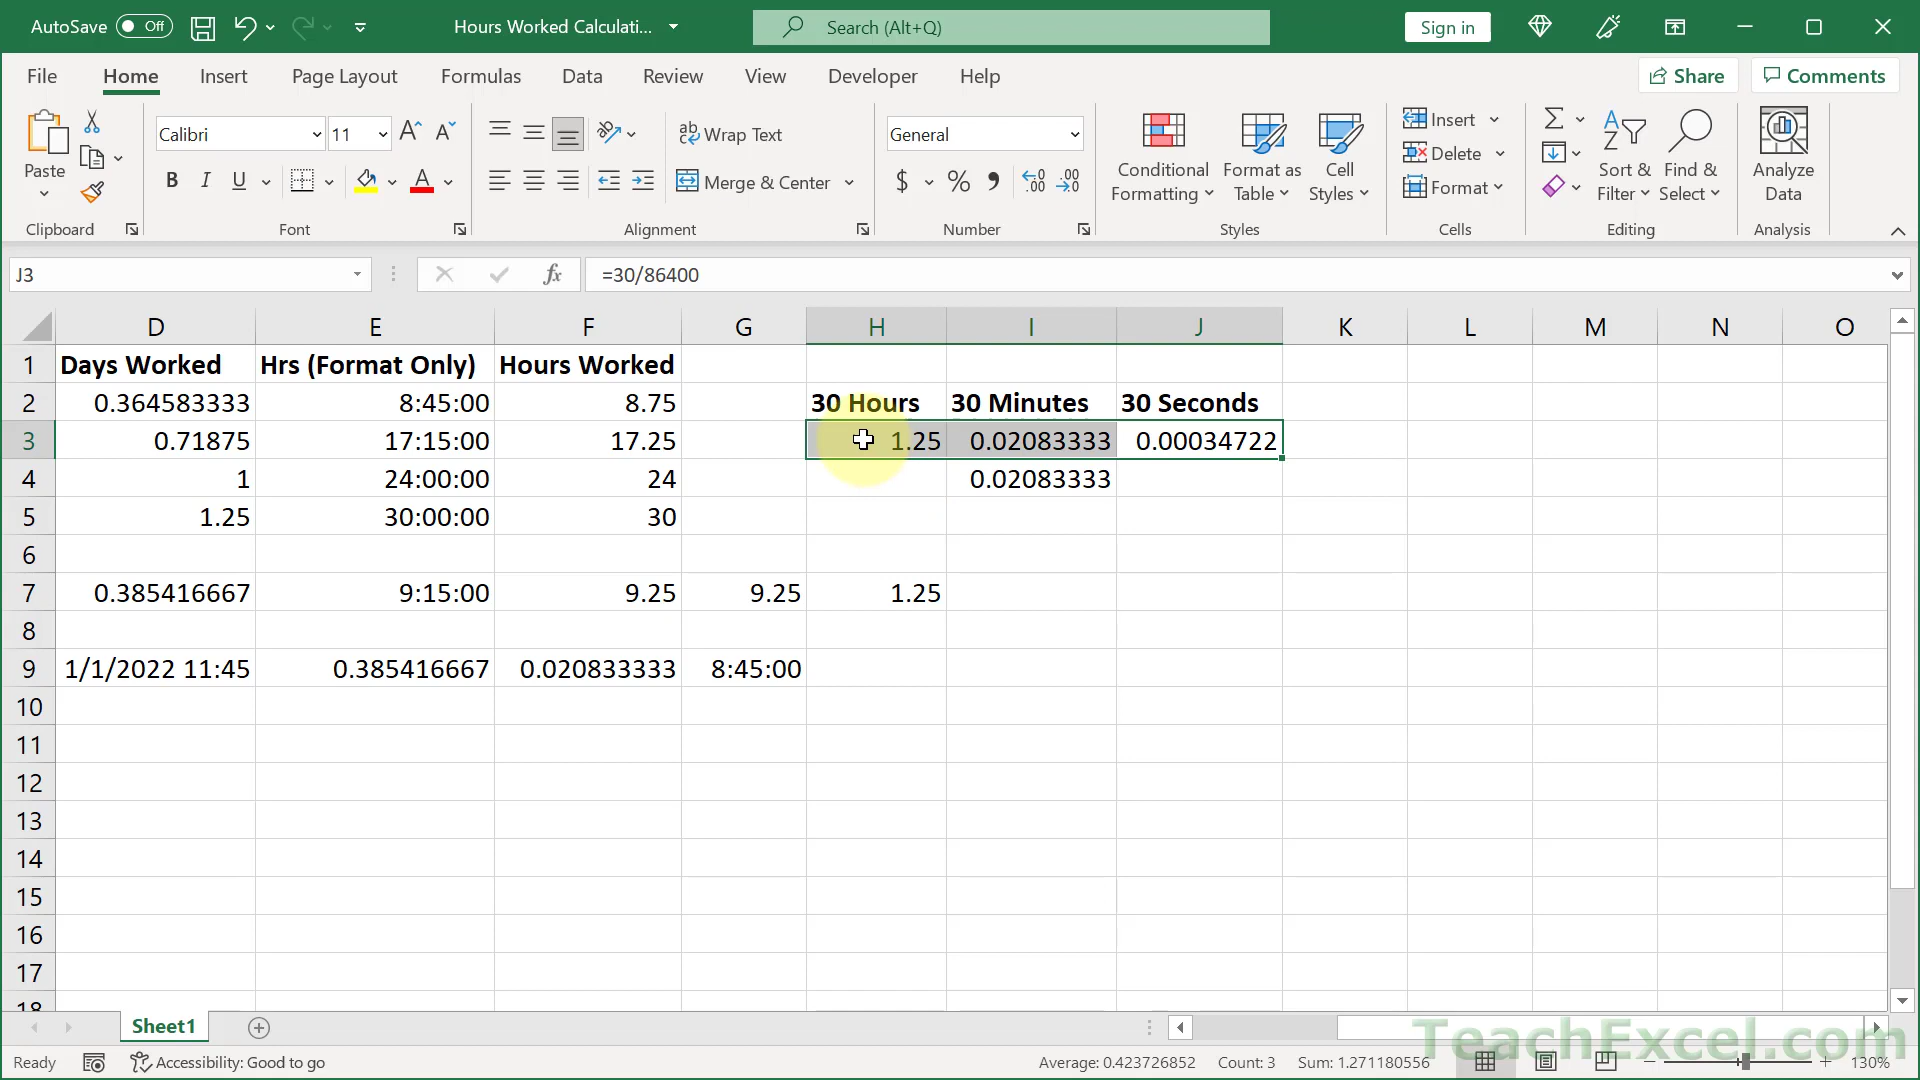 AutoSave Off Hours Worked Calculati... Search (Alt+Q) Sign in
File Home Insert Page Layout Formulas Data Review View Developer Help Share Comments
Paste
Calibri 11
B I U A
Wrap Text
Merge & Center
General
$ %
Conditional Formatting
Format as Table
Cell Styles
Insert
Delete
Format
Sort & Filter
Find & Select
Analyze Data
Clipboard Font Alignment Number Styles Cells Editing Analysis
J3 fx =30/86400
D E F G H I J K L M N O
1 Days Worked Hrs (Format Only) Hours Worked
2 0.364583333 8:45:00 8.75 30 Hours 30 Minutes 30 Seconds
3 0.71875 17:15:00 17.25 1.25 0.02083333 0.00034722
4 1 24:00:00 24 0.02083333
5 1.25 30:00:00 30
6
7 0.385416667 9:15:00 9.25 9.25 1.25
8
9 1/1/2022 11:45 0.385416667 0.020833333 8:45:00
10
11
12
13
14
15
16
17
18
Sheet1
TeachExcel.com
Ready Accessibility: Good to go Average: 0.423726852 Count: 3 Sum: 1.271180556 130%